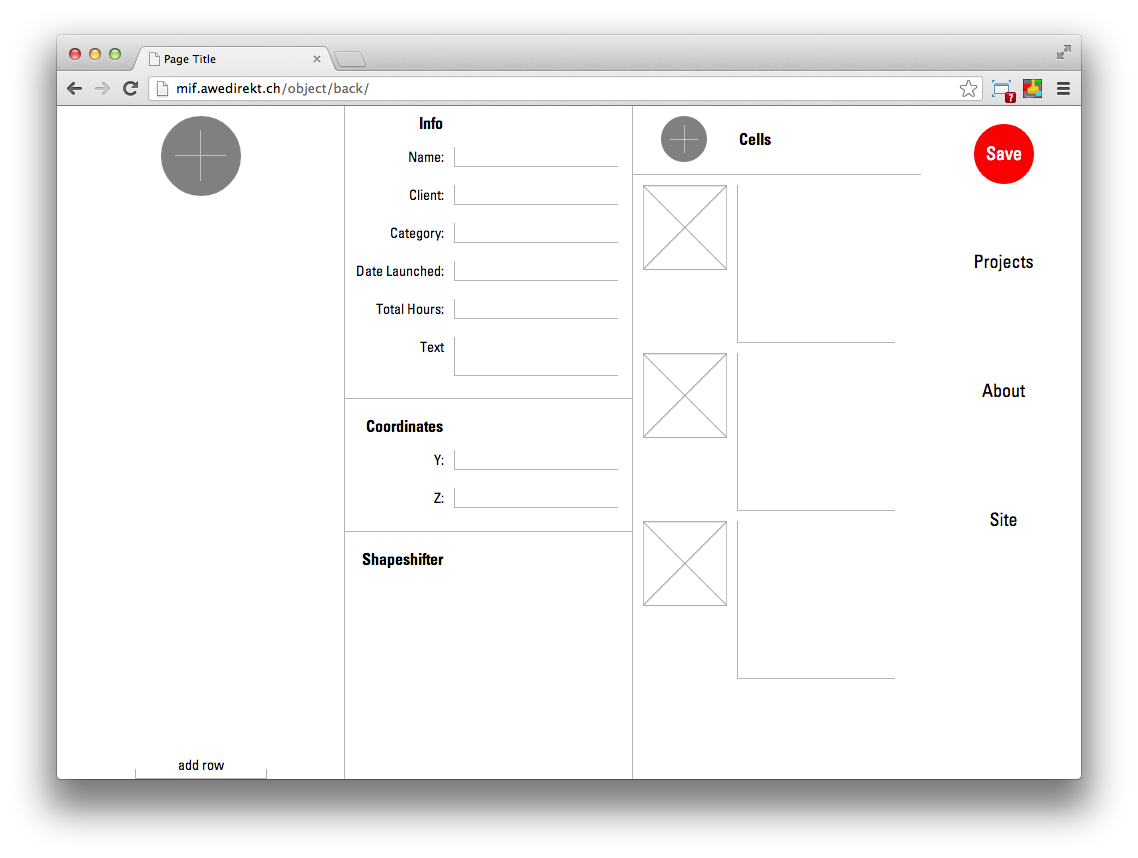 Page Title
mif.awedirekt.ch/object/back/
7
add row
Info
Name:
Client:
Category:
Date Launched:
Total Hours:
Text
Coordinates
Y:
Z:
Shapeshifter
Cells
Save
Projects
About
Site